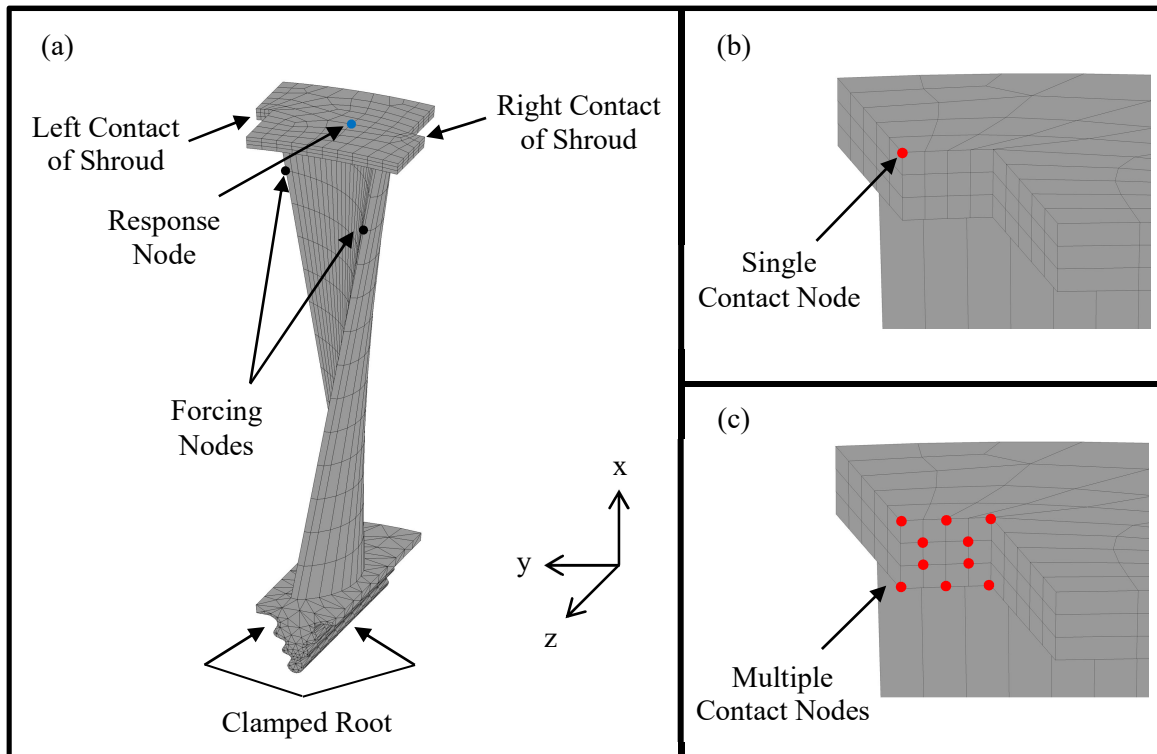 (a)
Left Contact
of Shroud
Right Contact
of Shroud
Response
Node
Forcing
Nodes
x
y
z
Clamped Root
(b)
Single
Contact Node
(c)
Multiple
Contact Nodes